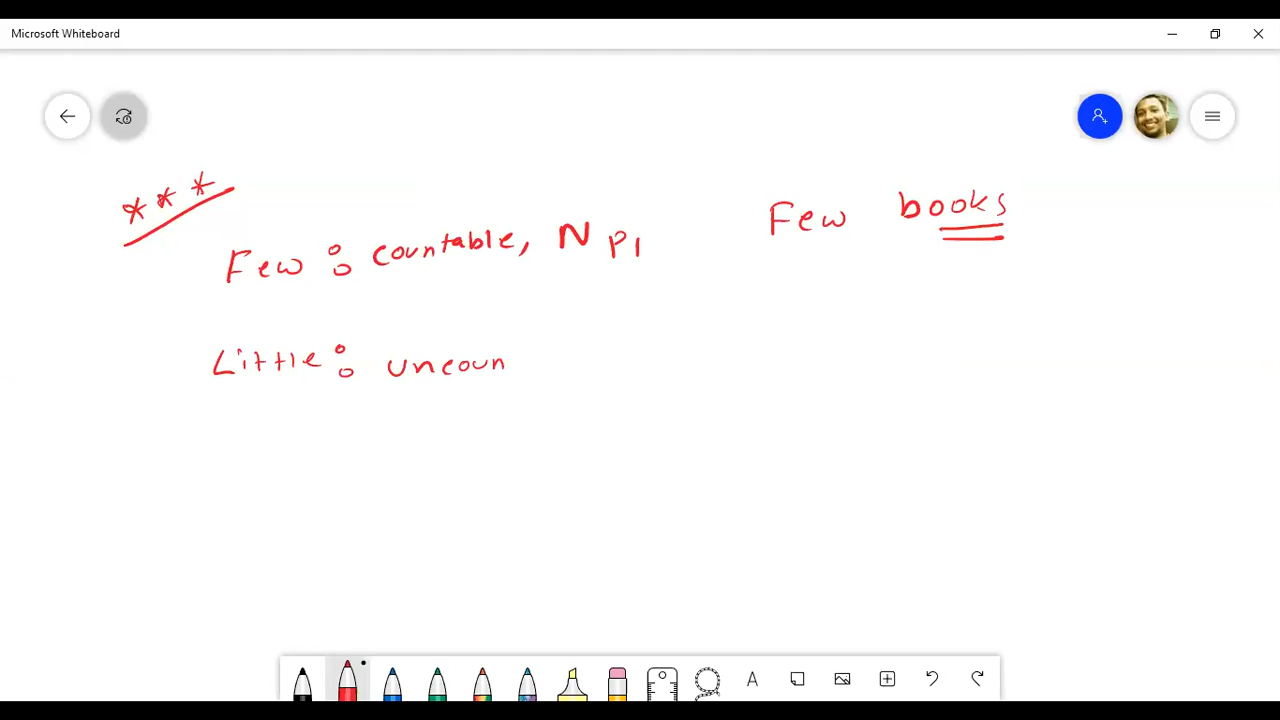 Microsoft Whiteboard
***
Few : countable, N Pl
Few books
Little : uncoun
A